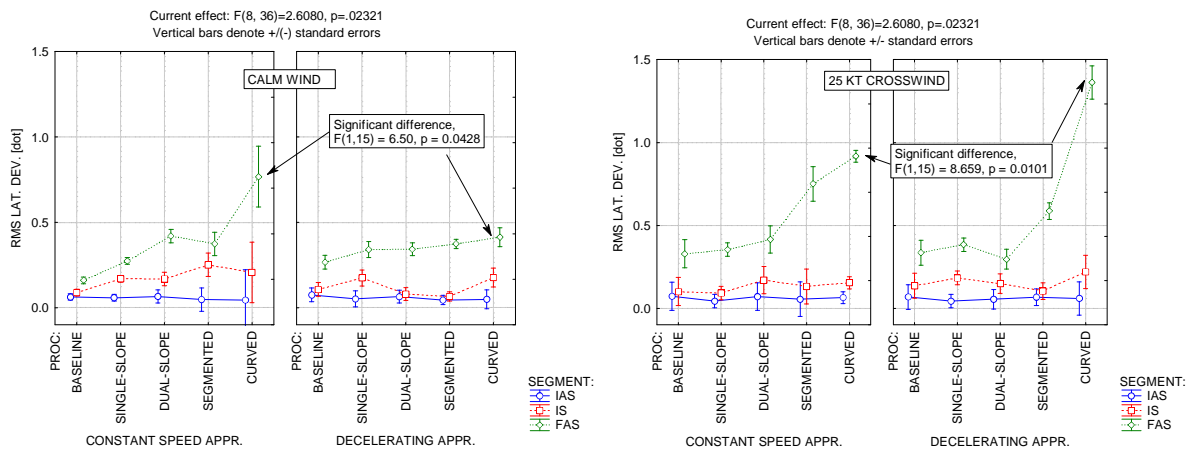 Current effect: F(8, 36)=2.6080, p=.02321
Vertical bars denote +/(-) standard errors
1.5
1.0
0.5
0.0
RMS LAT. DEV. [dot]
CALM WIND
Significant difference,
F(1,15) = 6.50, p = 0.0428
PROC:
BASELINE
SINGLE-SLOPE
DUAL-SLOPE
SEGMENTED
CURVED
CONSTANT SPEED APPR.
PROC:
BASELINE
SINGLE-SLOPE
DUAL-SLOPE
SEGMENTED
CURVED
DECELERATING APPR.
SEGMENT:
IAS
IS
FAS
Current effect: F(8, 36)=2.6080, p=.02321
Vertical bars denote +/- standard errors
1.5
1.0
0.5
0.0
RMS LAT. DEV. [dot]
25 KT CROSSWIND
Significant difference,
F(1,15) = 8.659, p = 0.0101
PROC:
BASELINE
SINGLE-SLOPE
DUAL-SLOPE
SEGMENTED
CURVED
CONSTANT SPEED APPR.
PROC:
BASELINE
SINGLE-SLOPE
DUAL-SLOPE
SEGMENTED
CURVED
DECELERATING APPR.
SEGMENT:
IAS
IS
FAS